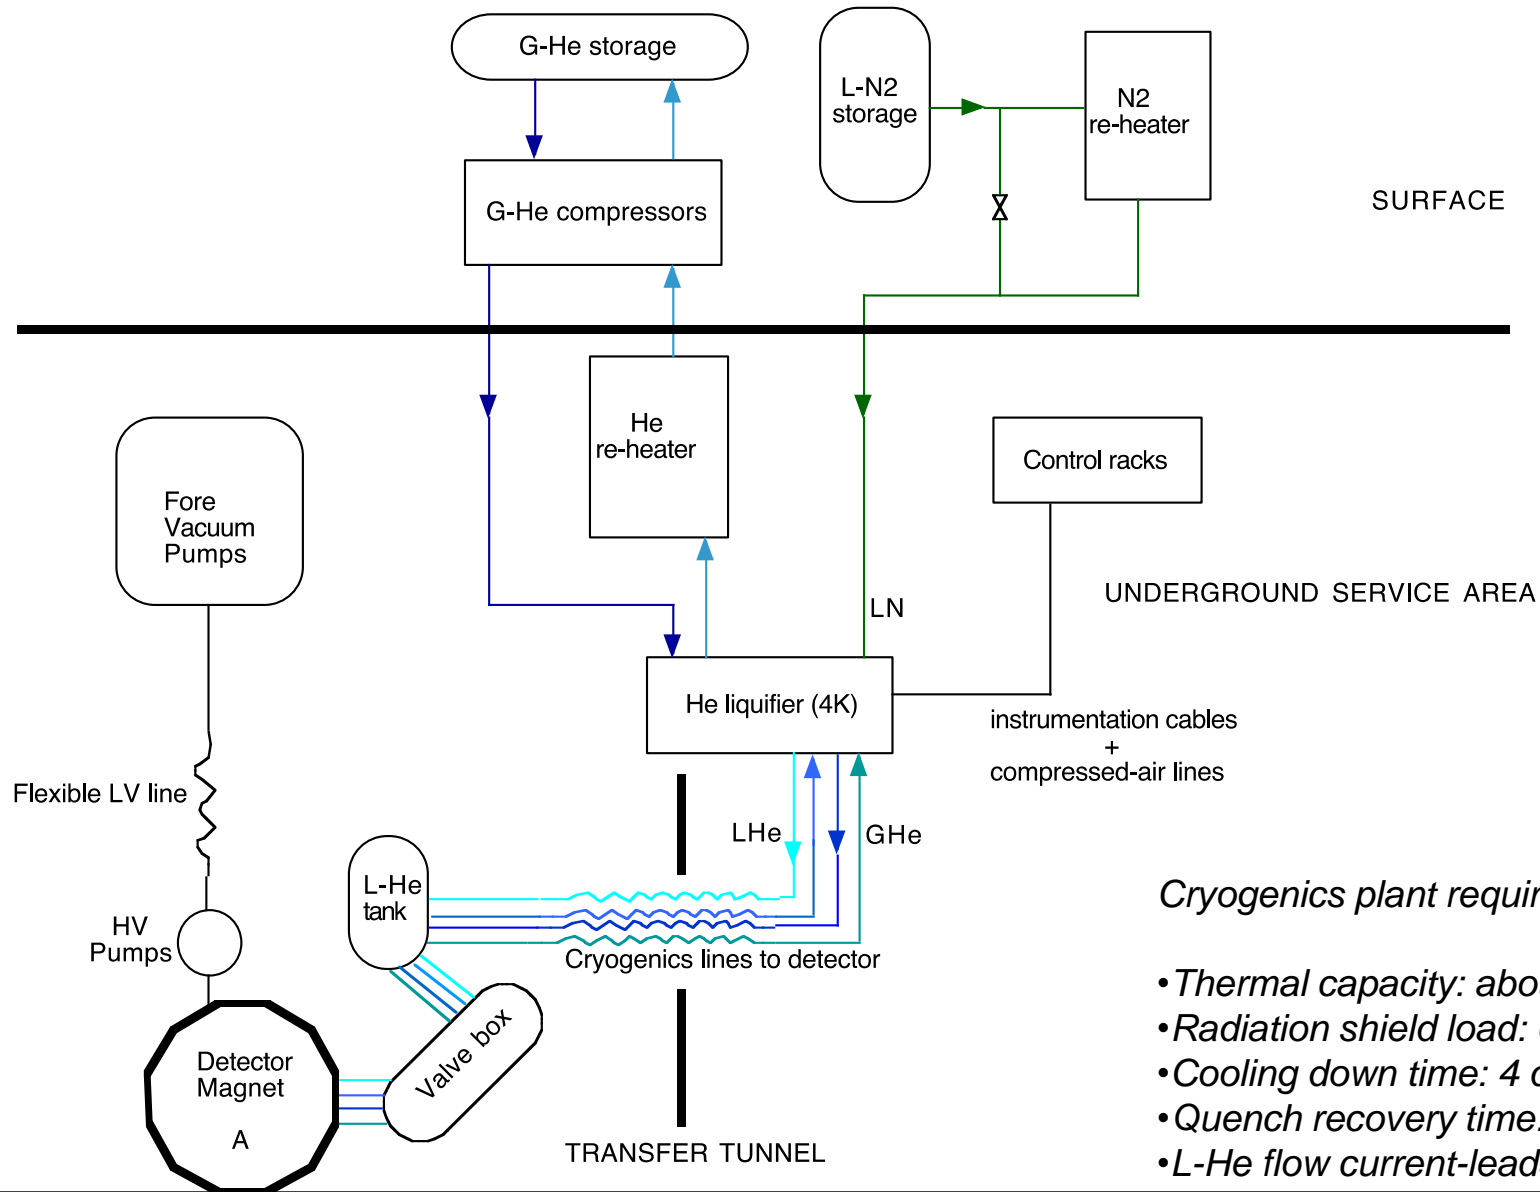 G-He storage
L-N2
storage
N2
re-heater
G-He compressors
SURFACE
He
re-heater
Control racks
Fore
Vacuum
Pumps
UNDERGROUND SERVICE AREA
LN
He liquifier (4K)
instrumentation cables
+
compressed-air lines
Flexible LV line
LHe
GHe
L-He
tank
HV
Pumps
Cryogenics lines to detector
Valve box
Detector
Magnet
A
TRANSFER TUNNEL
Cryogenics plant requir
•Thermal capacity: abo
•Radiation shield load:
•Cooling down time: 4
•Quench recovery time
•L-He flow current-lead